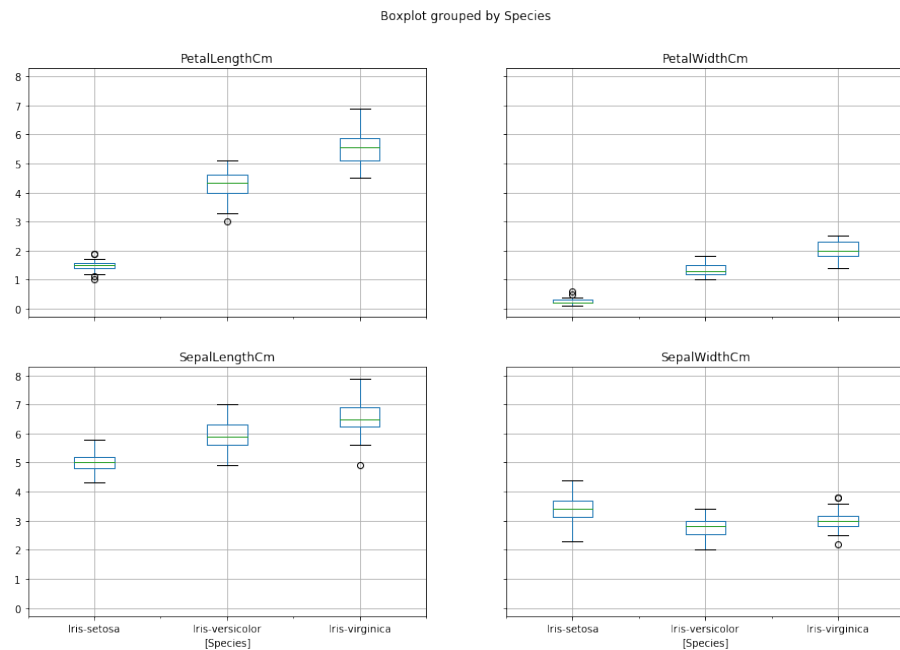 Boxplot grouped by Species
PetalLengthCm
8
7
6
5
4
3
2
1
0
PetalWidthCm
SepalLengthCm
8
7
6
5
4
3
2
1
0
Iris-setosa Iris-versicolor Iris-virginica
[Species]
SepalWidthCm
Iris-setosa Iris-versicolor Iris-virginica
[Species]